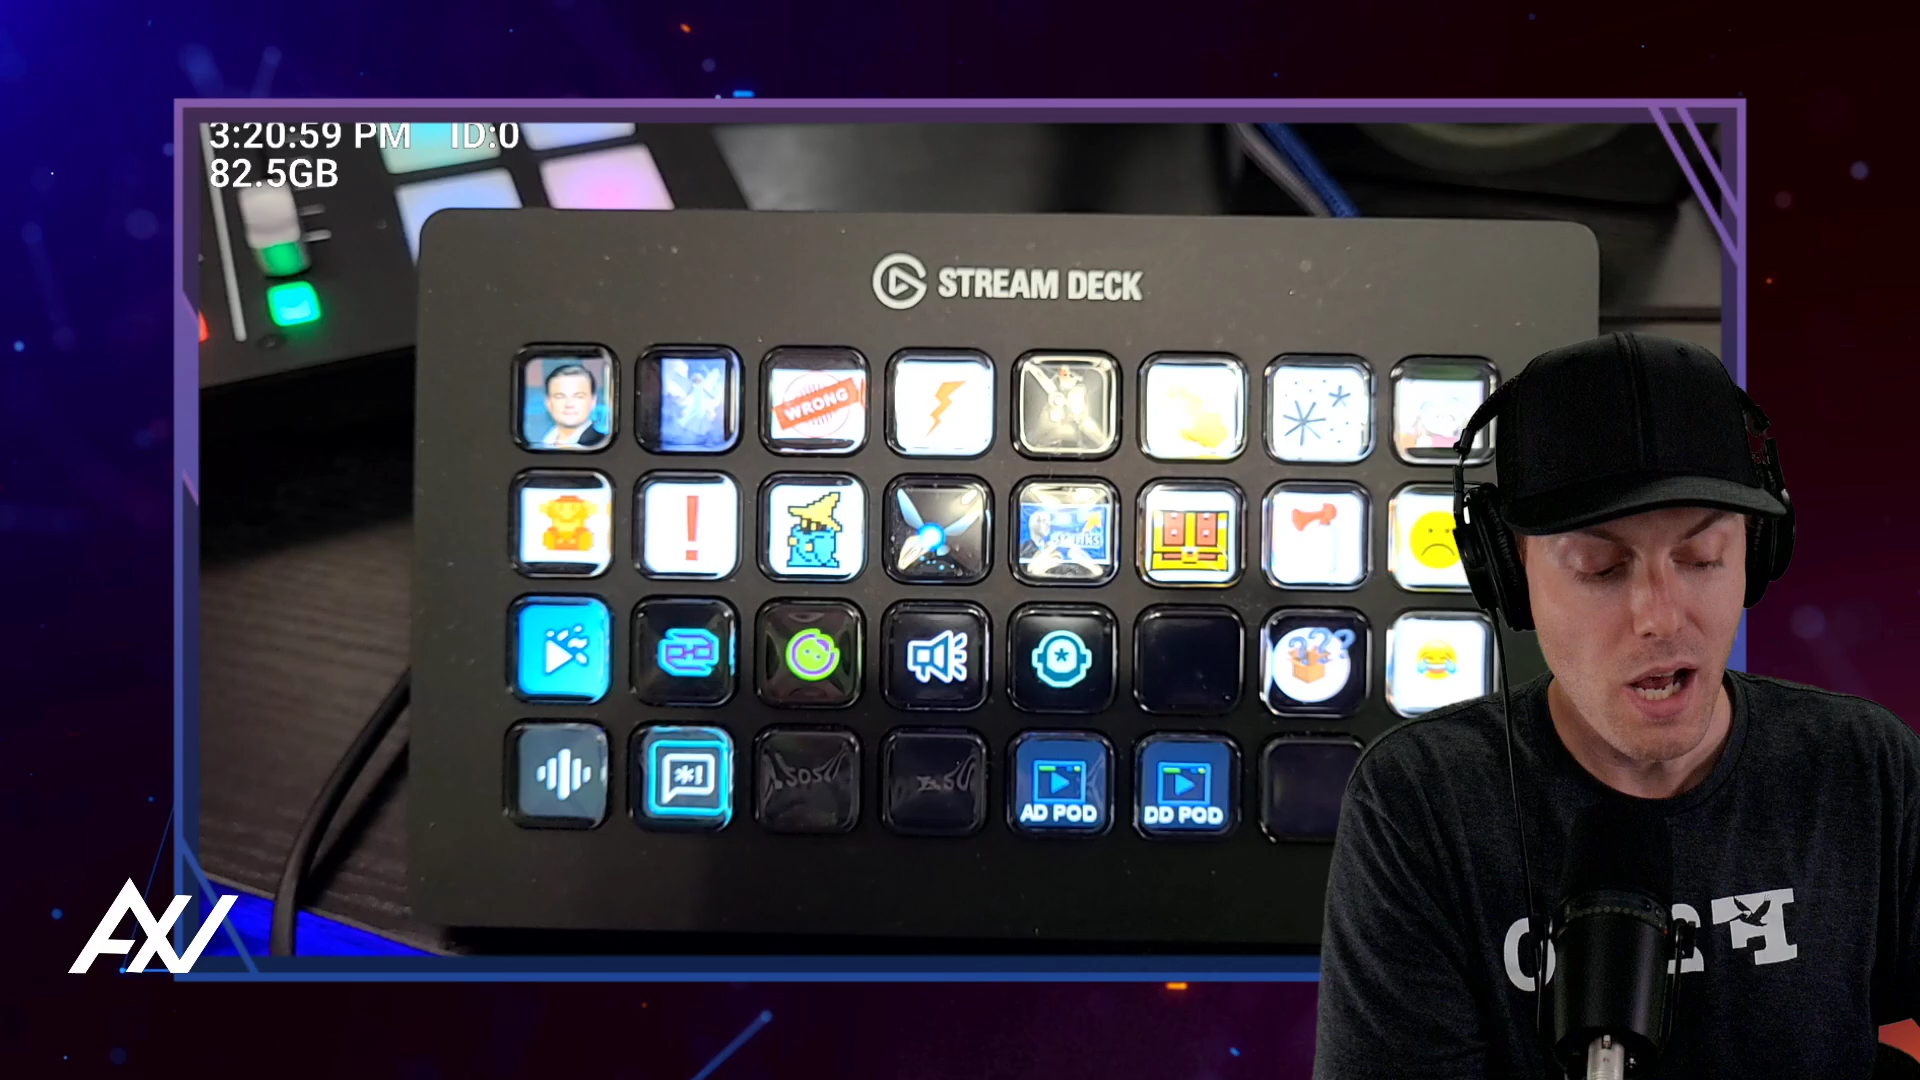 3:20:59 PM ID:0
82.5GB
STREAM DECK
WRONG
!
???
*!
AD POD
DD POD